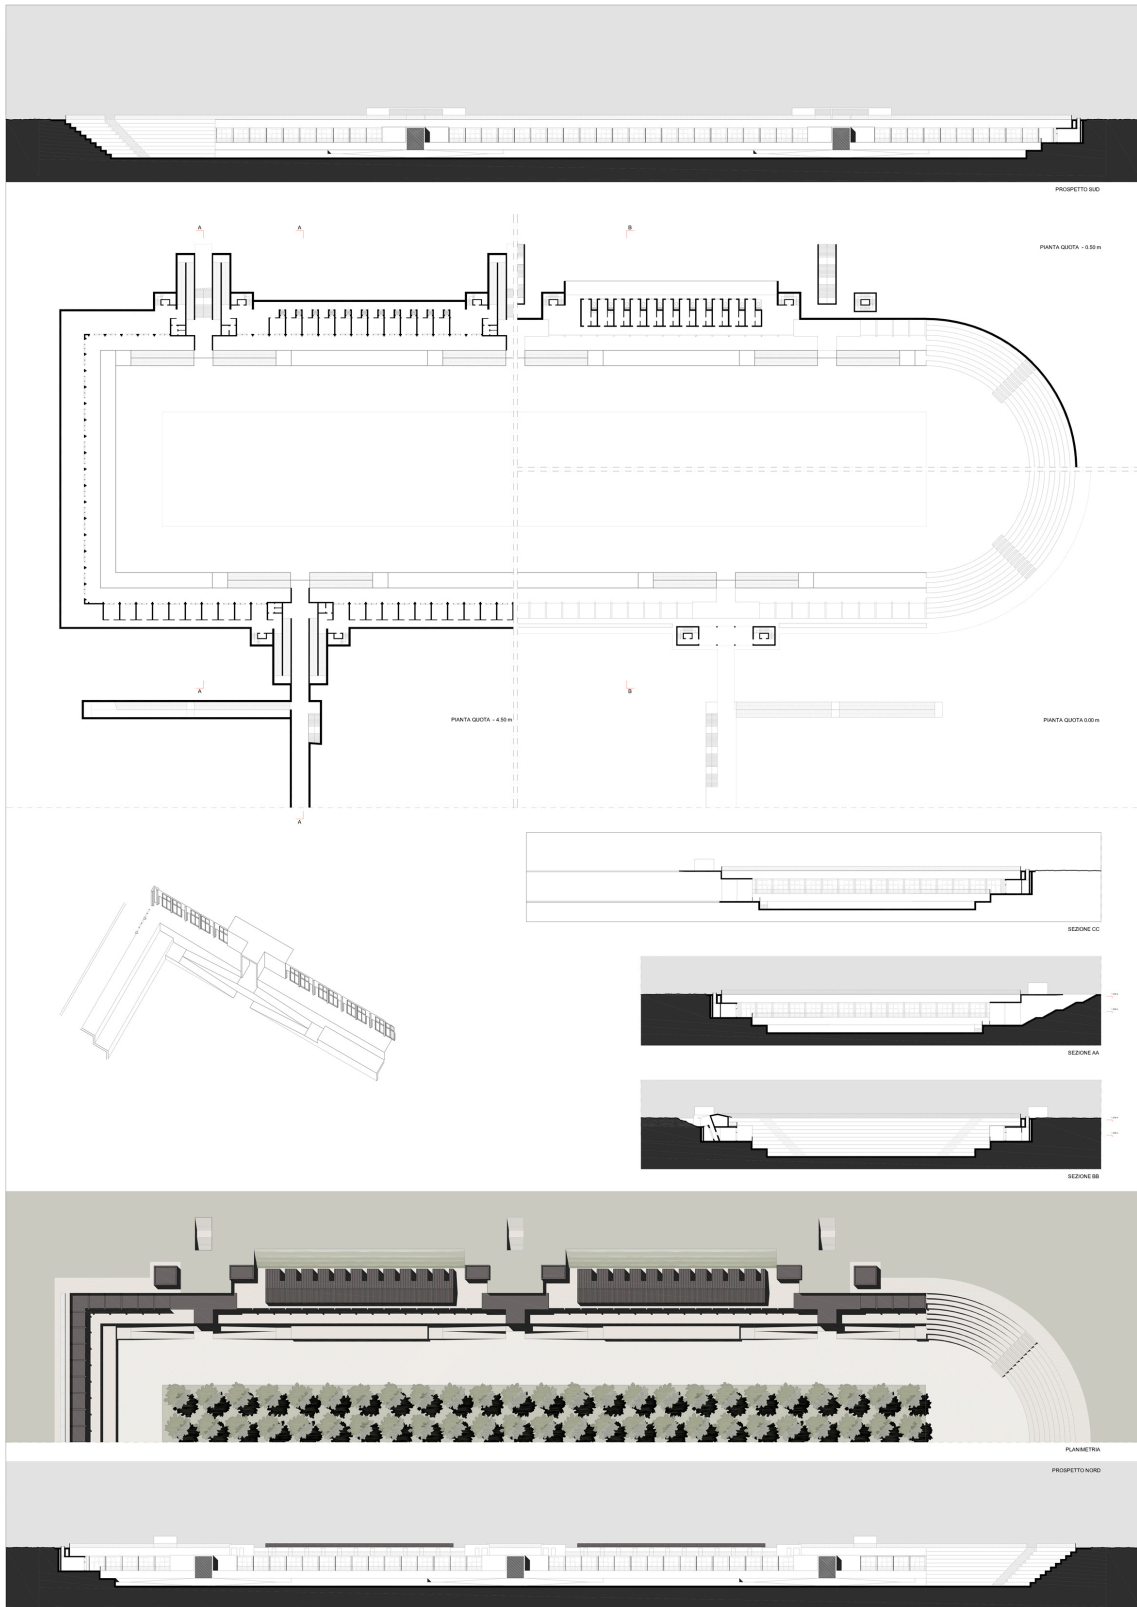 PROSPETTO SUD
A
A
B
PIANTA QUOTA - 0.50 m
A
B
PIANTA QUOTA - 4.50 m
PIANTA QUOTA 0.00 m
A
SEZIONE CC
SEZIONE AA
SEZIONE BB
PLANIMETRIA
PROSPETTO NORD